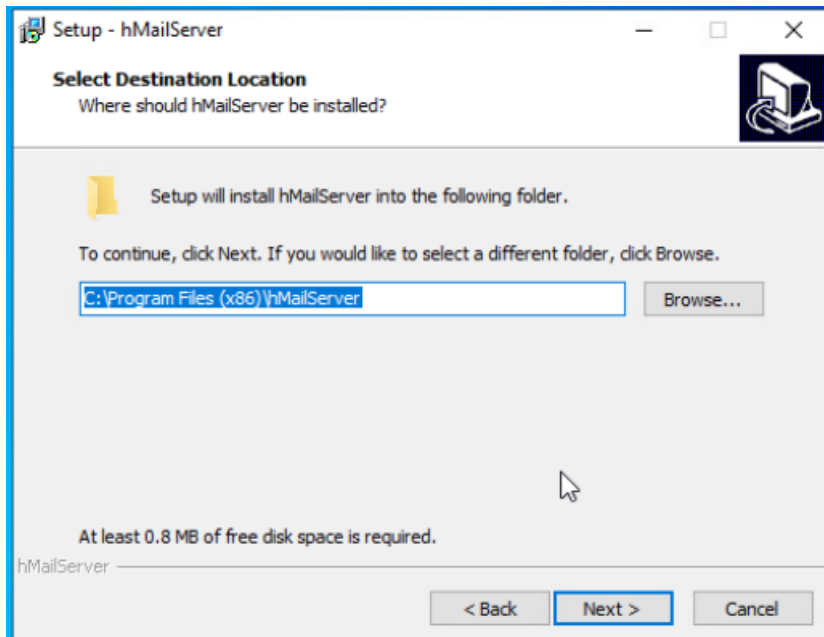 Setup - hMailServer
Select Destination Location
Where should hMailServer be installed?
Setup will install hMailServer into the following folder.
To continue, click Next. If you would like to select a different folder, click Browse.
C:\Program Files (x86)\hMailServer
Browse...
At least 0.8 MB of free disk space is required.
hMailServer
< Back
Next >
Cancel